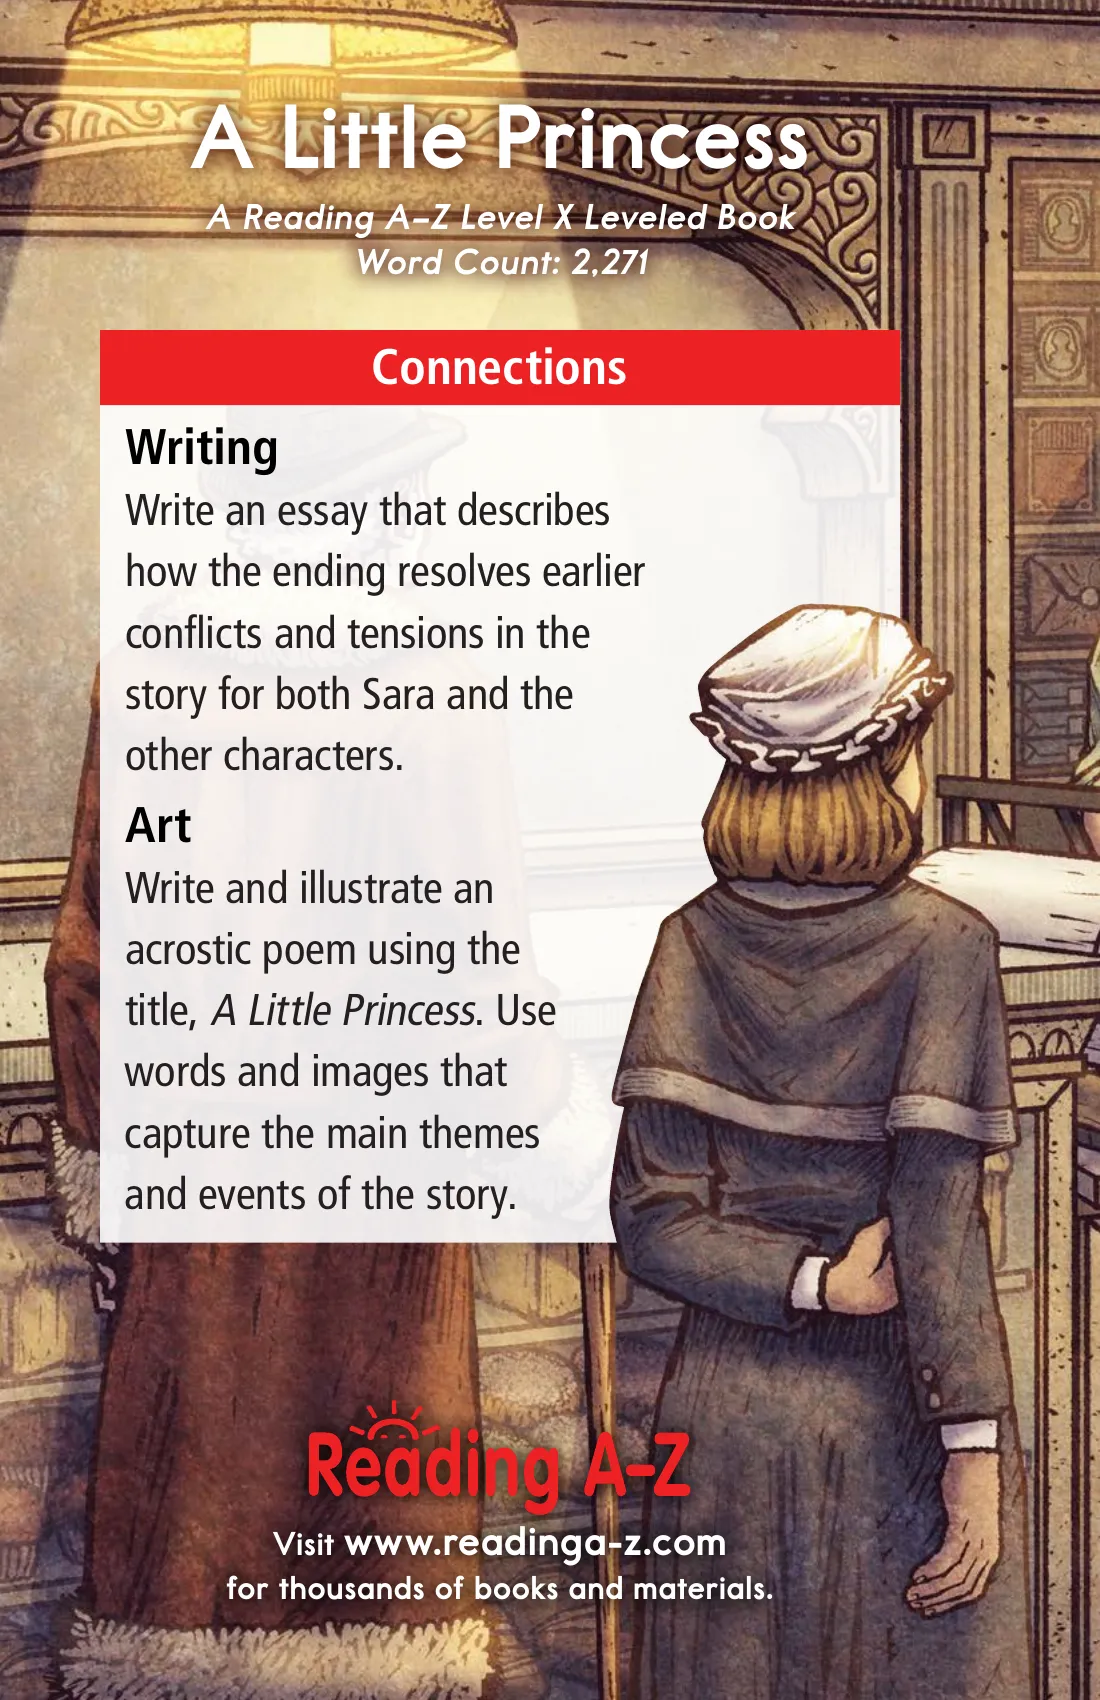 A Little Princess
A Reading A–Z Level X Leveled Book
Word Count: 2,271
Connections
Writing
Write an essay that describes
how the ending resolves earlier
conflicts and tensions in the
story for both Sara and the
other characters.
Art
Write and illustrate an
acrostic poem using the
title, A Little Princess. Use
words and images that
capture the main themes
and events of the story.
Reading A–Z
Visit www.readinga-z.com
for thousands of books and materials.